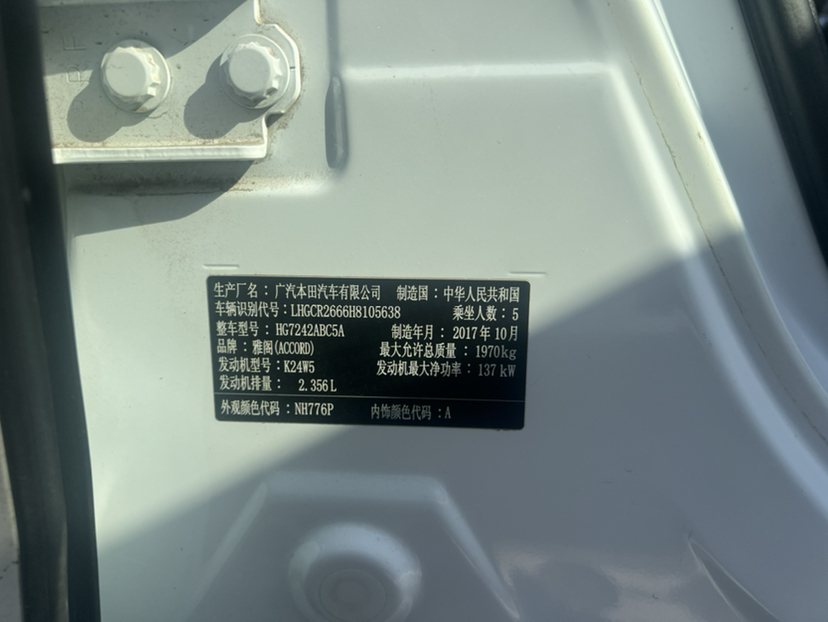 生产厂名：广汽本田汽车有限公司 制造国：中华人民共和国
车辆识别代号：LHGCR2666H8105638 乘坐人数：5
整车型号：HG7242ABC5A 制造年月：2017年10月
品牌：雅阁(ACCORD) 最大允许总质量：1970kg
发动机型号：K24W5 发动机最大净功率：137kW
发动机排量：2.356L
外观颜色代码：NH776P 内饰颜色代码：A